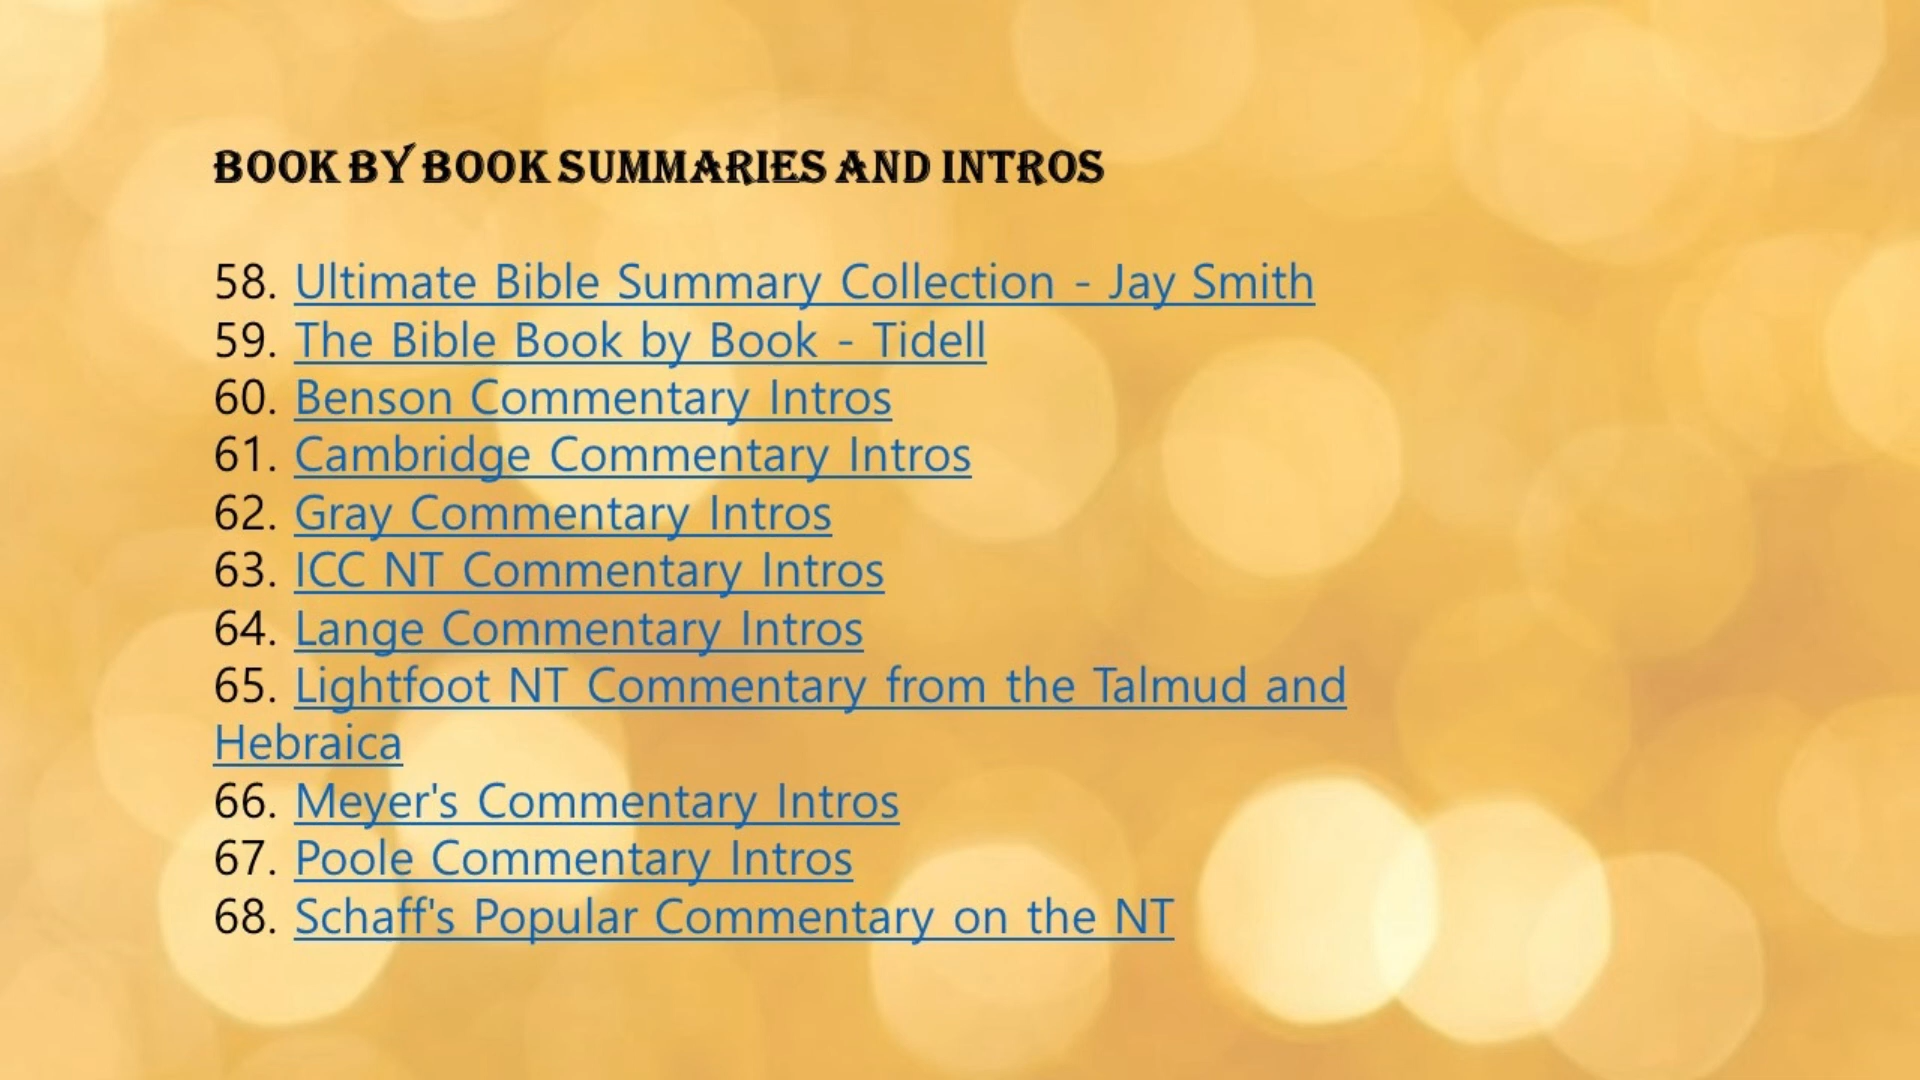 BOOK BY BOOK SUMMARIES AND INTROS
58. Ultimate Bible Summary Collection - Jay Smith
59. The Bible Book by Book - Tidell
60. Benson Commentary Intros
61. Cambridge Commentary Intros
62. Gray Commentary Intros
63. ICC NT Commentary Intros
64. Lange Commentary Intros
65. Lightfoot NT Commentary from the Talmud and
Hebraica
66. Meyer's Commentary Intros
67. Poole Commentary Intros
68. Schaff's Popular Commentary on the NT